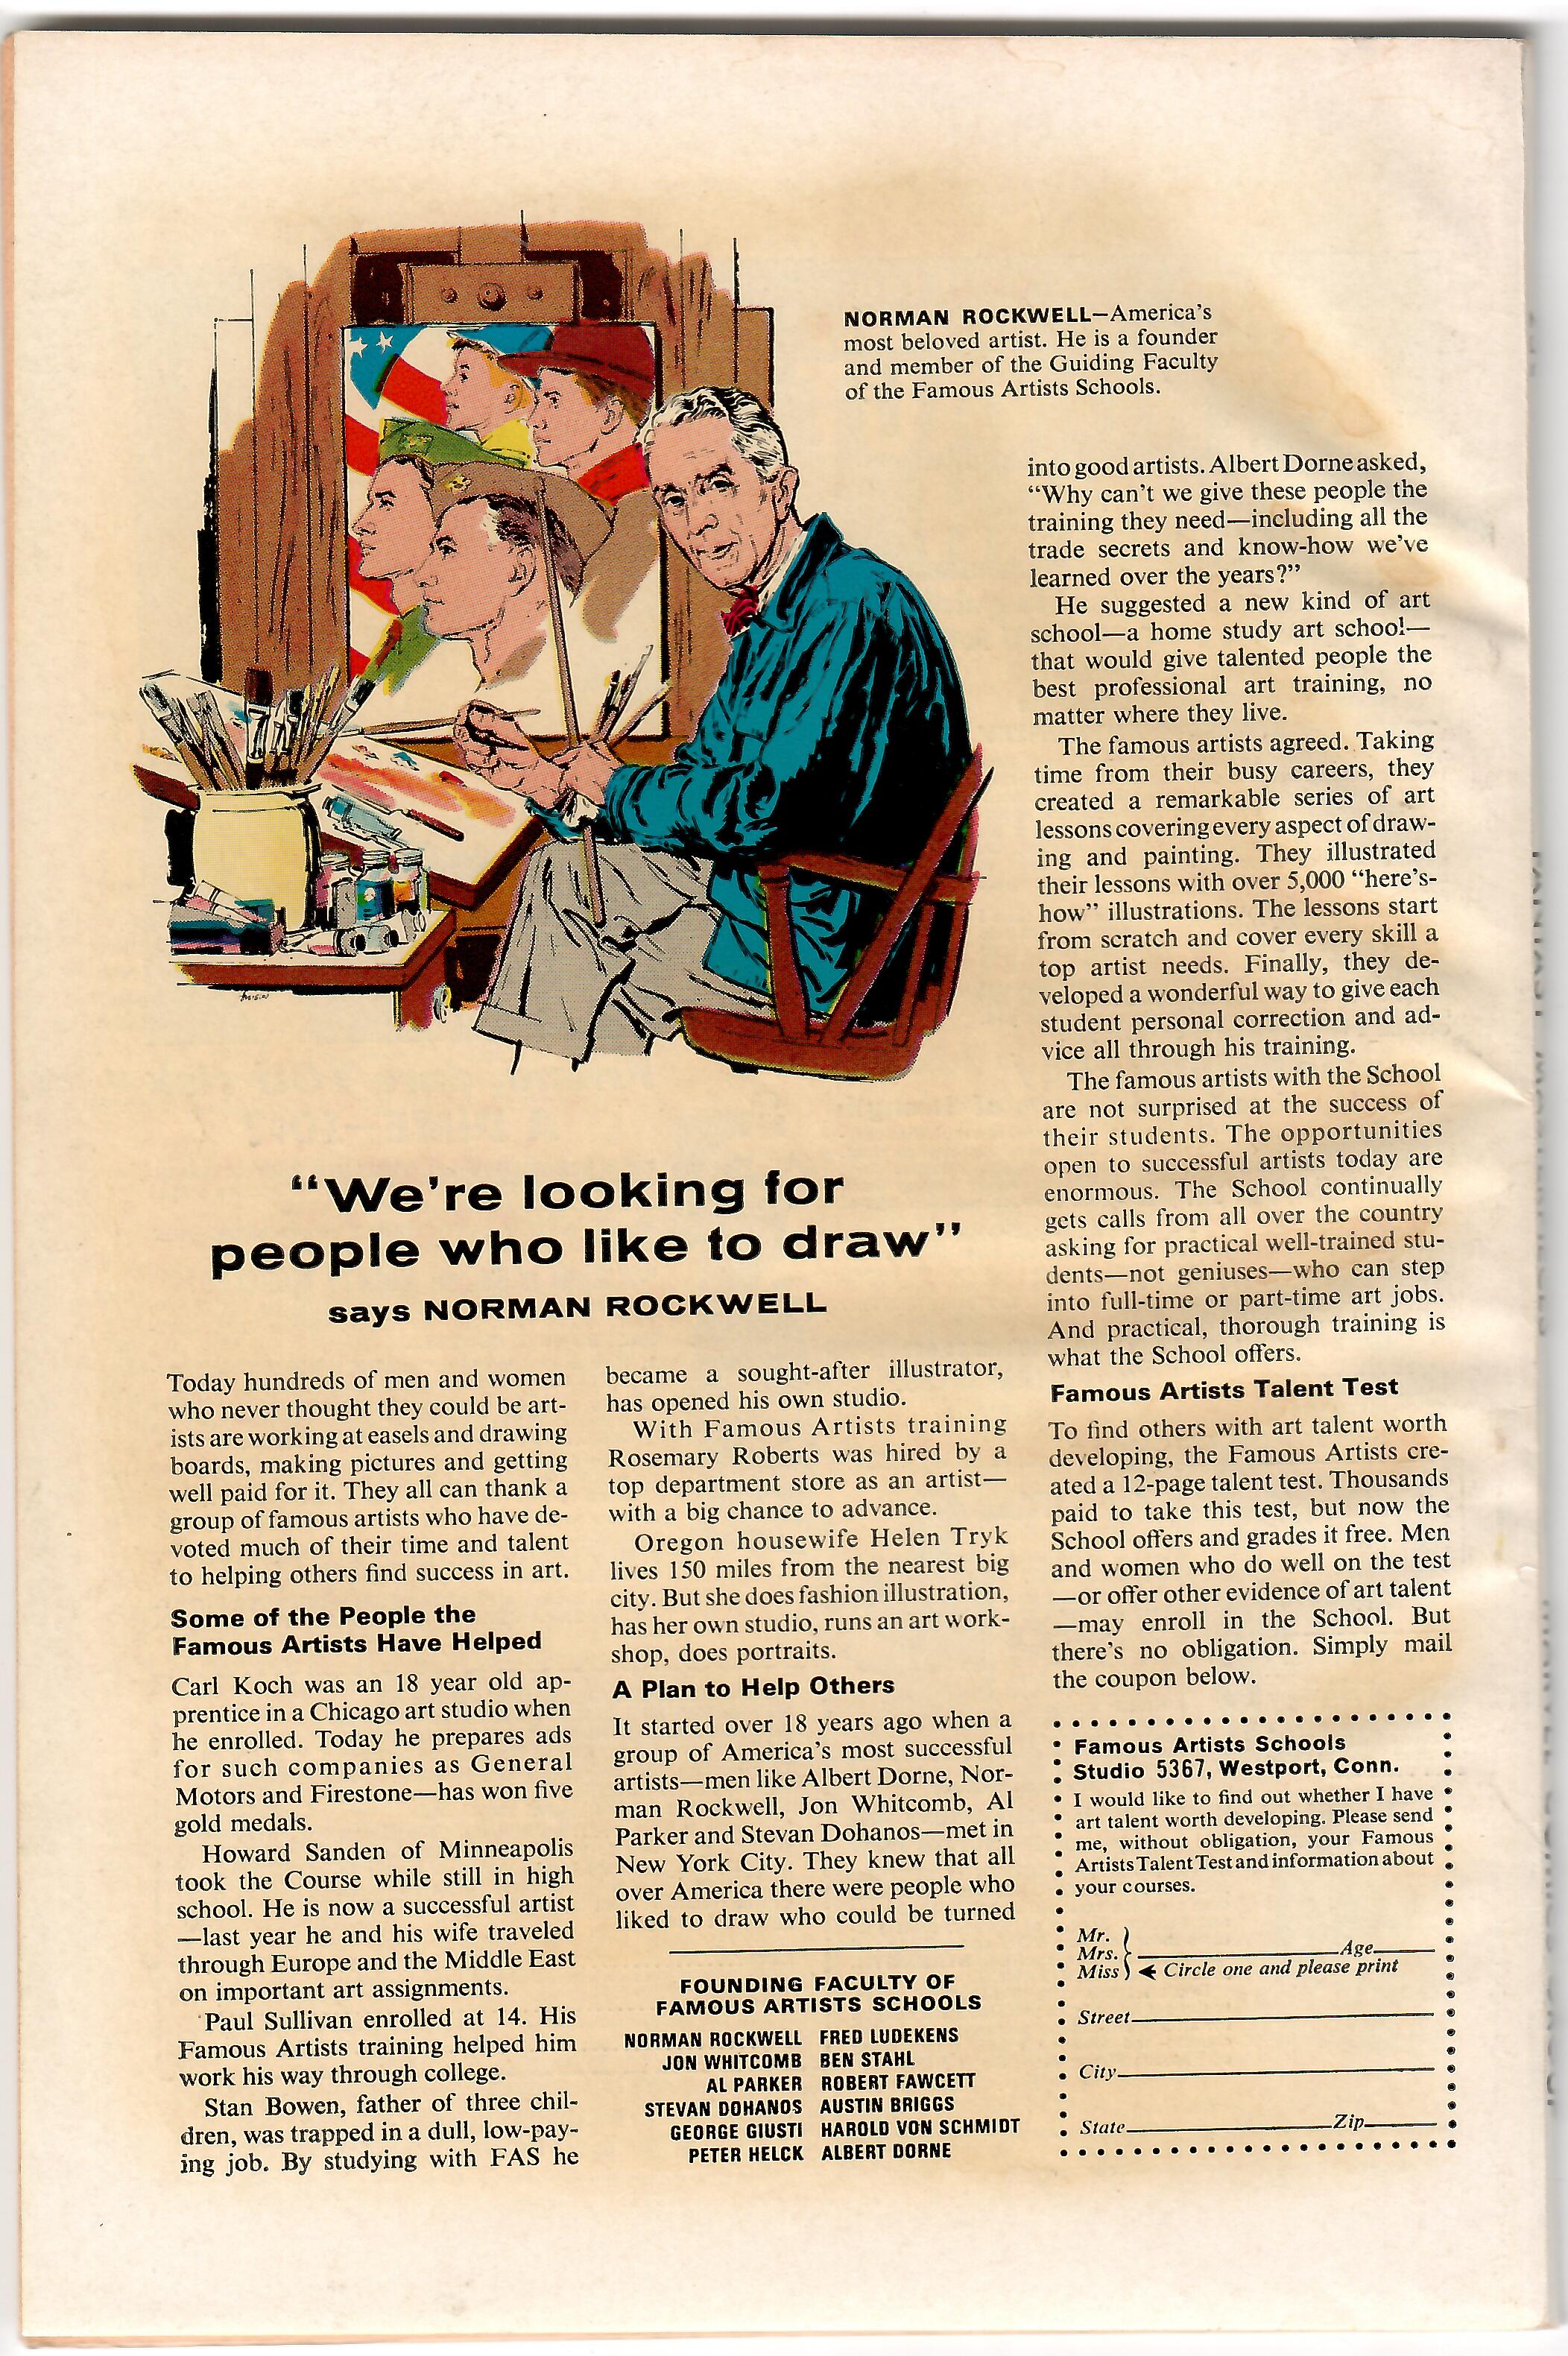 NORMAN ROCKWELL—America's
most beloved artist. He is a founder
and member of the Guiding Faculty
of the Famous Artists Schools.
"We're looking for
people who like to draw"
says NORMAN ROCKWELL
Today hundreds of men and women
who never thought they could be art-
ists are working at easels and drawing
boards, making pictures and getting
well paid for it. They all can thank a
group of famous artists who have de-
voted much of their time and talent
to helping others find success in art.
Some of the People the
Famous Artists Have Helped
Carl Koch was an 18 year old ap-
prentice in a Chicago art studio when
he enrolled. Today he prepares ads
for such companies as General
Motors and Firestone—has won five
gold medals.
Howard Sanden of Minneapolis
took the Course while still in high
school. He is now a successful artist
—last year he and his wife traveled
through Europe and the Middle East
on important art assignments.
Paul Sullivan enrolled at 14. His
Famous Artists training helped him
work his way through college.
Stan Bowen, father of three chil-
dren, was trapped in a dull, low-pay-
ing job. By studying with FAS he
became a sought-after illustrator,
has opened his own studio.
With Famous Artists training
Rosemary Roberts was hired by a
top department store as an artist—
with a big chance to advance.
Oregon housewife Helen Tryk
lives 150 miles from the nearest big
city. But she does fashion illustration,
has her own studio, runs an art work-
shop, does portraits.
A Plan to Help Others
It started over 18 years ago when a
group of America's most successful
artists—men like Albert Dorne, Nor-
man Rockwell, Jon Whitcomb, Al
Parker and Stevan Dohanos—met in
New York City. They knew that all
over America there were people who
liked to draw who could be turned
FOUNDING FACULTY OF
FAMOUS ARTISTS SCHOOLS
NORMAN ROCKWELL FRED LUDEKENS
JON WHITCOMB BEN STAHL
AL PARKER ROBERT FAWCETT
STEVAN DOHANOS AUSTIN BRIGGS
GEORGE GIUSTI HAROLD VON SCHMIDT
PETER HELCK ALBERT DORNE
into good artists. Albert Dorne asked,
"Why can't we give these people the
training they need—including all the
trade secrets and know-how we've
learned over the years?"
He suggested a new kind of art
school—a home study art school—
that would give talented people the
best professional art training, no
matter where they live.
The famous artists agreed. Taking
time from their busy careers, they
created a remarkable series of art
lessons covering every aspect of draw-
ing and painting. They illustrated
their lessons with over 5,000 "here's-
how" illustrations. The lessons start
from scratch and cover every skill a
top artist needs. Finally, they de-
veloped a wonderful way to give each
student personal correction and ad-
vice all through his training.
The famous artists with the School
are not surprised at the success of
their students. The opportunities
open to successful artists today are
enormous. The School continually
gets calls from all over the country
asking for practical well-trained stu-
dents—not geniuses—who can step
into full-time or part-time art jobs.
And practical, thorough training is
what the School offers.
Famous Artists Talent Test
To find others with art talent worth
developing, the Famous Artists cre-
ated a 12-page talent test. Thousands
paid to take this test, but now the
School offers and grades it free. Men
and women who do well on the test
—or offer other evidence of art talent
—may enroll in the School. But
there's no obligation. Simply mail
the coupon below.
Famous Artists Schools
Studio 5367, Westport, Conn.
I would like to find out whether I have
art talent worth developing. Please send
me, without obligation, your Famous
Artists Talent Test and information about
your courses.
Mr.
Mrs. Age
Miss Circle one and please print
Street
City
State Zip